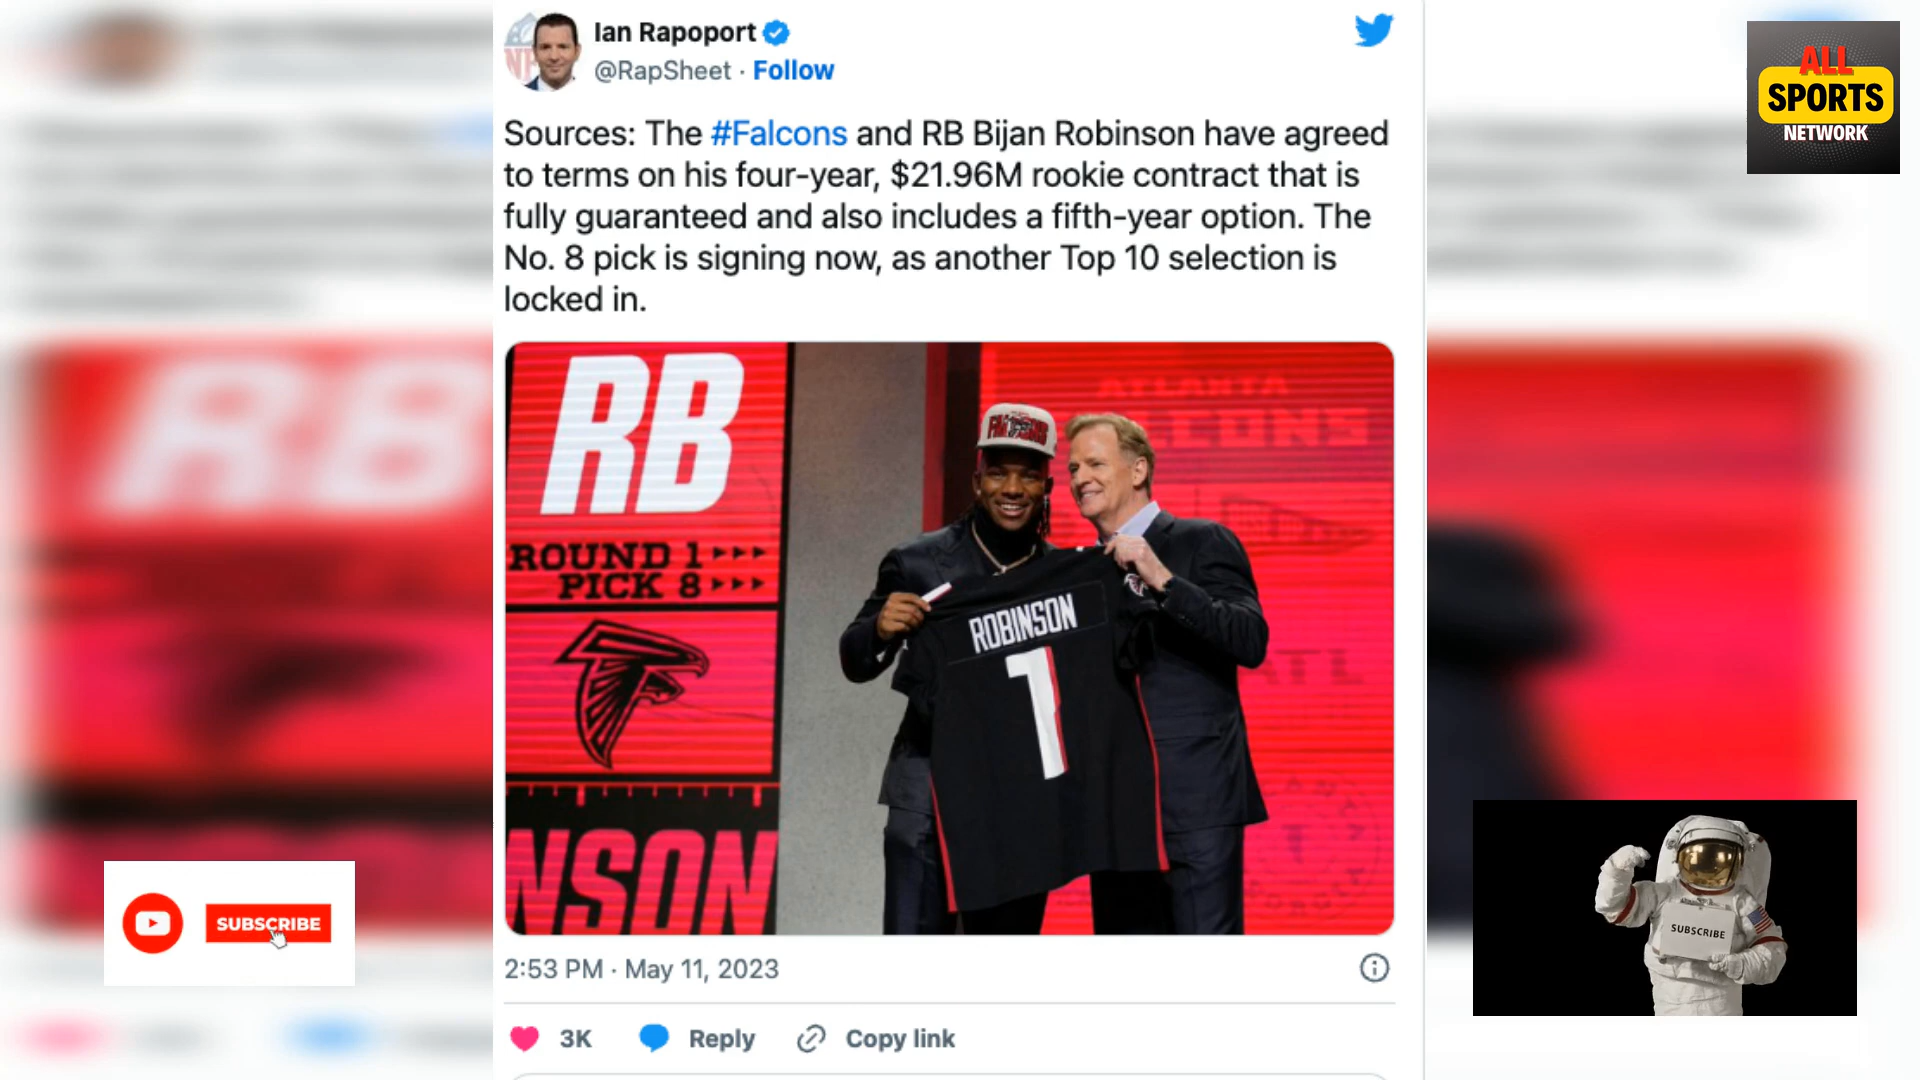 Ian Rapoport
@RapSheet · Follow
Sources: The #Falcons and RB Bijan Robinson have agreed
to terms on his four-year, $21.96M rookie contract that is
fully guaranteed and also includes a fifth-year option. The
No. 8 pick is signing now, as another Top 10 selection is
locked in.
RB
ROUND 1
PICK 8
NSON
ATLANTA
FALCONS
ROBINSON
1
ATL
2:53 PM · May 11, 2023
3K
Reply
Copy link
ALL
SPORTS
NETWORK
SUBSCRIBE
SUBSCRIBE